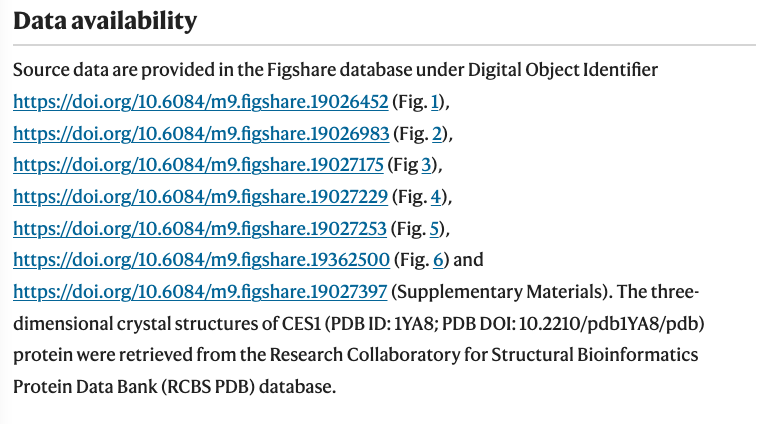 Data availability
Source data are provided in the Figshare database under Digital Object Identifier
https://doi.org/10.6084/m9.figshare.19026452 (Fig. 1),
https://doi.org/10.6084/m9.figshare.19026983 (Fig. 2),
https://doi.org/10.6084/m9.figshare.19027175 (Fig 3),
https://doi.org/10.6084/m9.figshare.19027229 (Fig. 4),
https://doi.org/10.6084/m9.figshare.19027253 (Fig. 5),
https://doi.org/10.6084/m9.figshare.19362500 (Fig. 6) and
https://doi.org/10.6084/m9.figshare.19027397 (Supplementary Materials). The three-
dimensional crystal structures of CES1 (PDB ID: 1YA8; PDB DOI: 10.2210/pdb1YA8/pdb)
protein were retrieved from the Research Collaboratory for Structural Bioinformatics
Protein Data Bank (RCBS PDB) database.